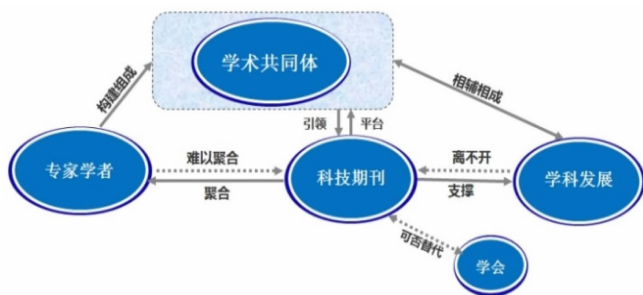 学术共同体
构建组成
相辅相成
引领
平台
专家学者
难以聚合
聚合
科技期刊
离不开
支撑
学科发展
可否替代
学会